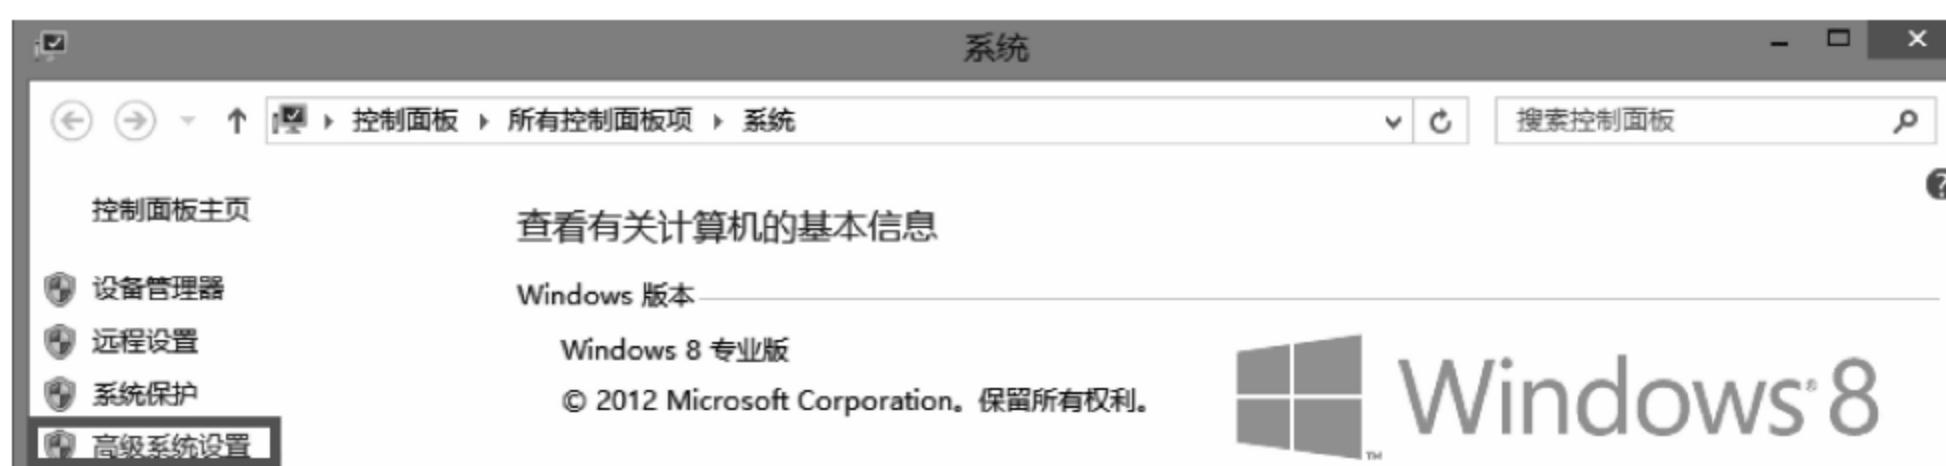 系统
控制面板 所有控制面板项 系统
搜索控制面板
控制面板主页
查看有关计算机的基本信息
设备管理器
Windows 版本
远程设置
Windows 8 专业版
系统保护
© 2012 Microsoft Corporation。保留所有权利。
Windows 8
高级系统设置